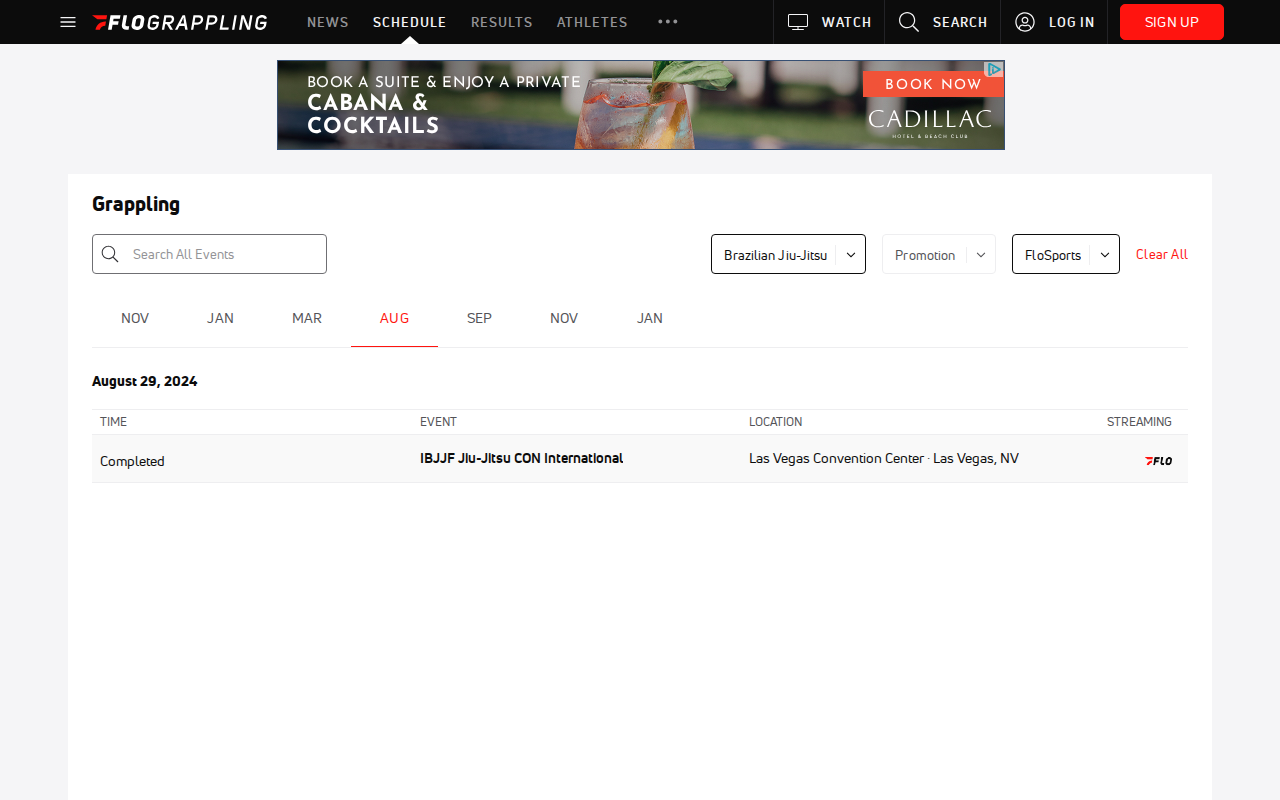 FLOGRAPPLING NEWS SCHEDULE RESULTS ATHLETES WATCH SEARCH LOG IN SIGN UP
BOOK A SUITE & ENJOY A PRIVATE
CABANA &
COCKTAILS
BOOK NOW
CADILLAC
HOTEL & BEACH CLUB
Grappling
Search All Events Brazilian Jiu-Jitsu Promotion FloSports Clear All
NOV JAN MAR AUG SEP NOV JAN
August 29, 2024
TIME EVENT LOCATION STREAMING
Completed IBJJF Jiu-Jitsu CON International Las Vegas Convention Center · Las Vegas, NV FLO